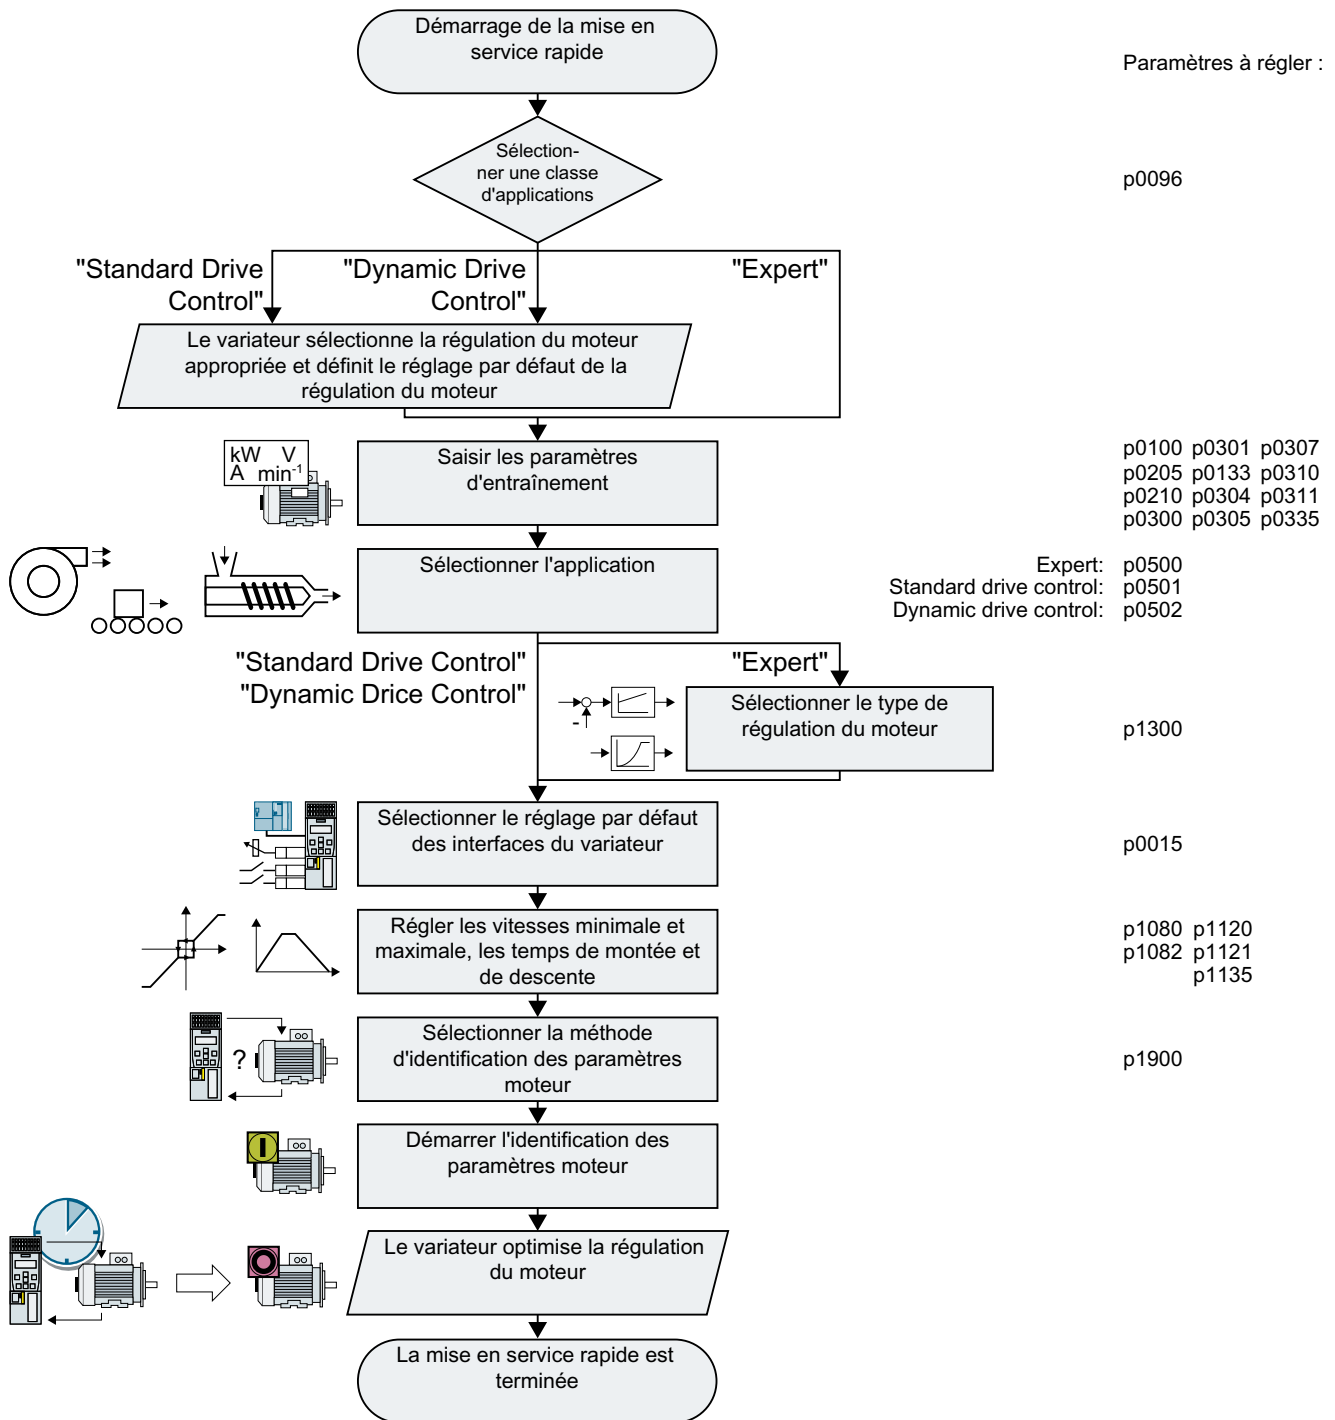 Démarrage de la mise en
service rapide
Paramètres à régler :
Sélection-
ner une classe
d'applications
p0096
"Standard Drive
Control"
"Dynamic Drive
Control"
"Expert"
Le variateur sélectionne la régulation du moteur
appropriée et définit le réglage par défaut de la
régulation du moteur
kW V
A min-1
Saisir les paramètres
d'entraînement
p0100 p0301 p0307
p0205 p0133 p0310
p0210 p0304 p0311
p0300 p0305 p0335
Sélectionner l'application
Expert: p0500
Standard drive control: p0501
Dynamic drive control: p0502
"Standard Drive Control"
"Dynamic Drice Control"
"Expert"
-
Sélectionner le type de
régulation du moteur
p1300
Sélectionner le réglage par défaut
des interfaces du variateur
p0015
Régler les vitesses minimale et
maximale, les temps de montée et
de descente
p1080 p1120
p1082 p1121
p1135
?
Sélectionner la méthode
d'identification des paramètres
moteur
p1900
Démarrer l'identification des
paramètres moteur
Le variateur optimise la régulation
du moteur
La mise en service rapide est
terminée